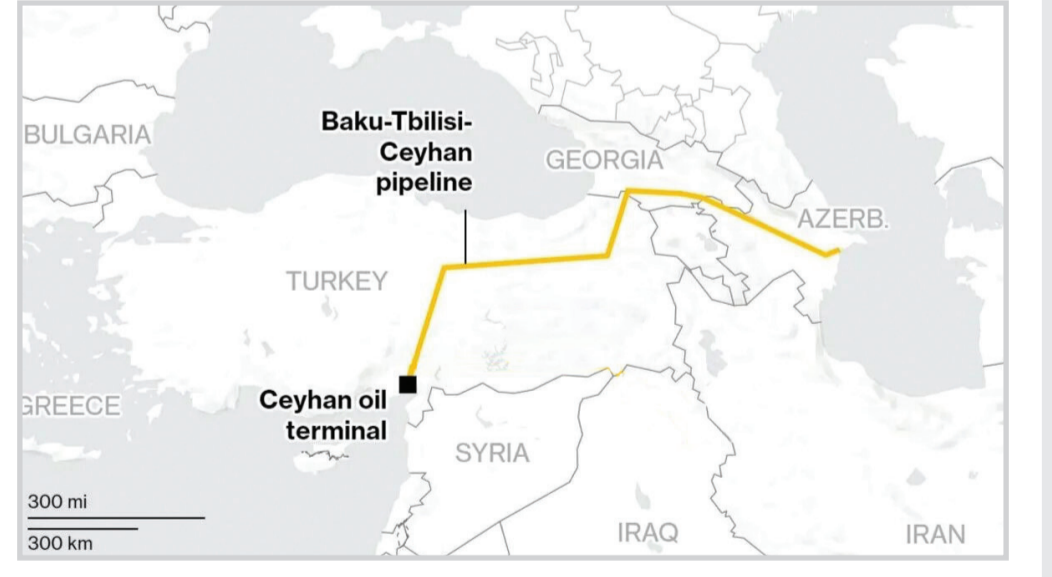 BULGARIA
Baku-Tbilisi-
Ceyhan
pipeline
GEORGIA
AZERB.
TURKEY
GREECE
Ceyhan oil
terminal
SYRIA
300 mi
300 km
IRAQ
IRAN